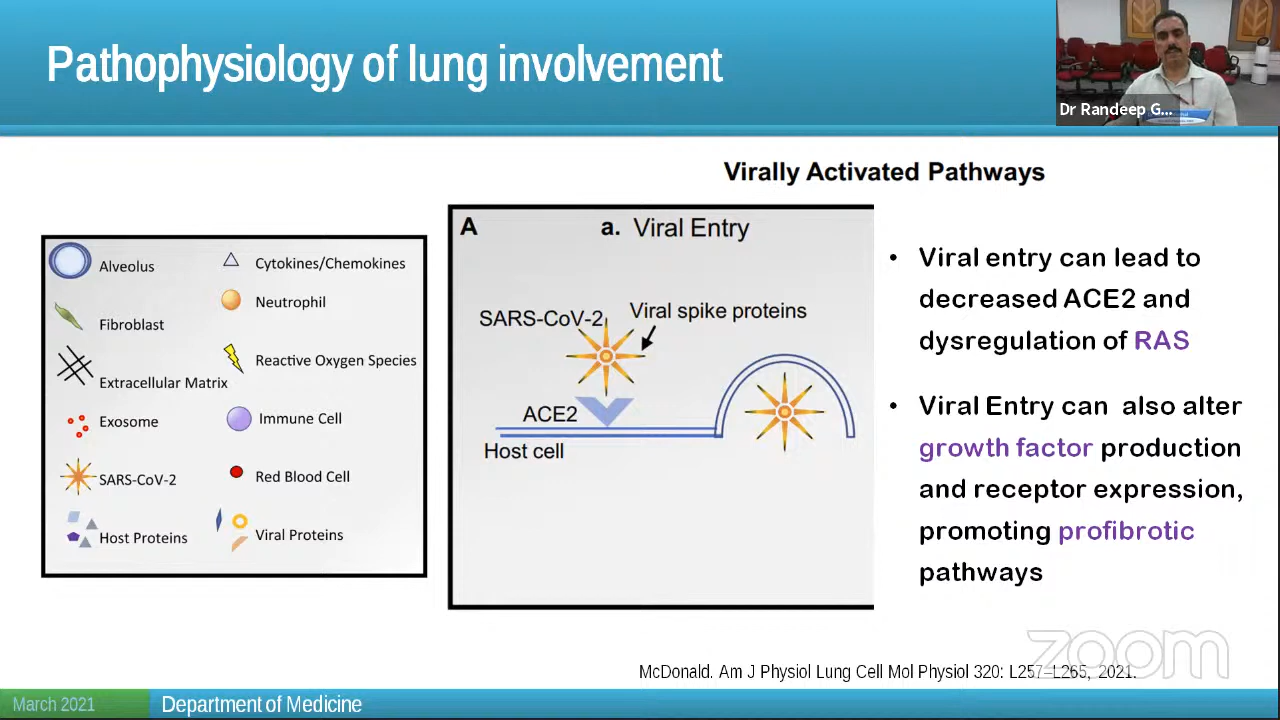 Pathophysiology of lung involvement
Dr Randeep G...
Virally Activated Pathways
Alveolus
Cytokines/Chemokines
Neutrophil
Fibroblast
Reactive Oxygen Species
Extracellular Matrix
Exosome
Immune Cell
SARS-CoV-2
Red Blood Cell
Host Proteins
Viral Proteins
A
a. Viral Entry
SARS-CoV-2
Viral spike proteins
ACE2
Host cell
• Viral entry can lead to
decreased ACE2 and
dysregulation of RAS
• Viral Entry can also alter
growth factor production
and receptor expression,
promoting profibrotic
pathways
zoom
McDonald. Am J Physiol Lung Cell Mol Physiol 320: L257–L265, 2021.
March 2021
Department of Medicine